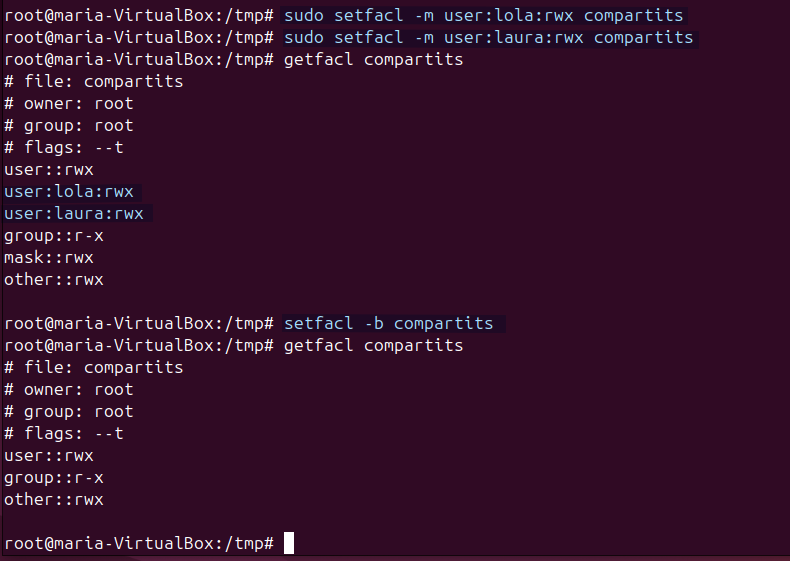 root@maria-VirtualBox:/tmp# sudo setfacl -m user:lola:rwx compartits
root@maria-VirtualBox:/tmp# sudo setfacl -m user:laura:rwx compartits
root@maria-VirtualBox:/tmp# getfacl compartits
# file: compartits
# owner: root
# group: root
# flags: --t
user::rwx
user:lola:rwx
user:laura:rwx
group::r-x
mask::rwx
other::rwx

root@maria-VirtualBox:/tmp# setfacl -b compartits
root@maria-VirtualBox:/tmp# getfacl compartits
# file: compartits
# owner: root
# group: root
# flags: --t
user::rwx
group::r-x
other::rwx

root@maria-VirtualBox:/tmp#